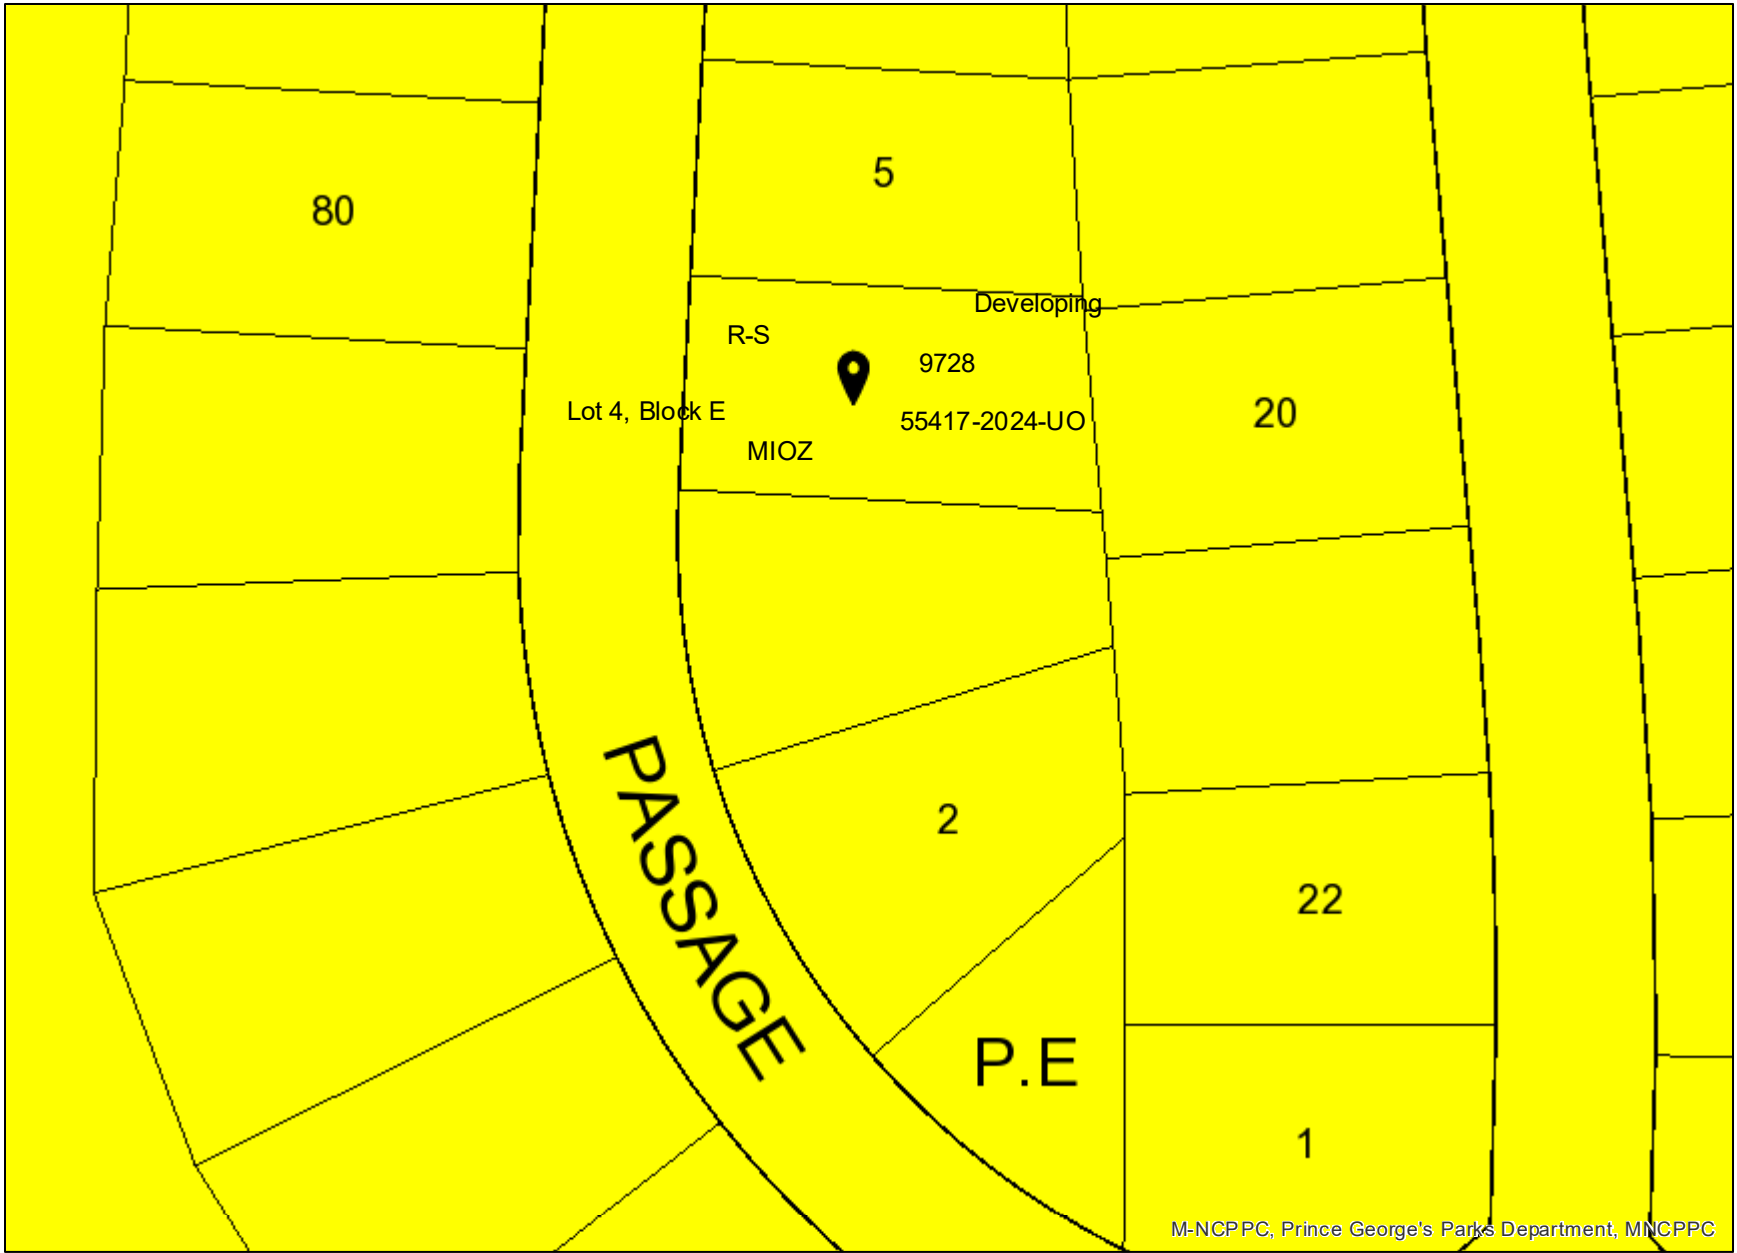 5
80
Developing
R-S
9728
Lot 4, Block E
55417-2024-UO
20
MIOZ
PASSAGE
2
22
P.E
1
M-NCPPC, Prince George's Parks Department, MNCPPC